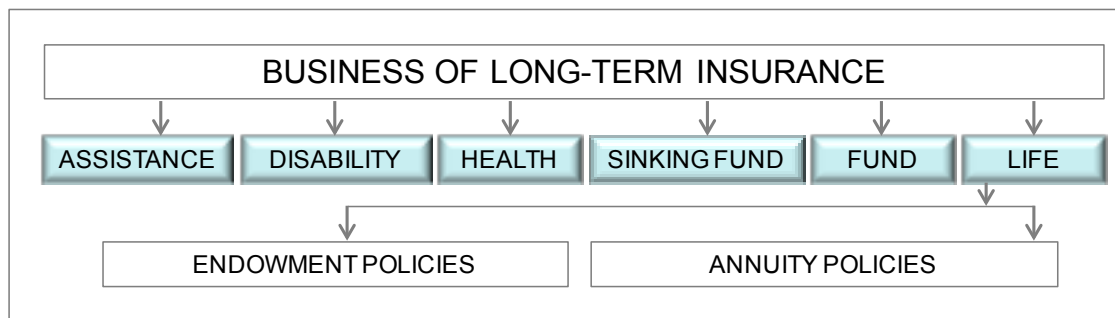 BUSINESS OF LONG-TERM INSURANCE
ASSISTANCE DISABILITY HEALTH SINKING FUND FUND LIFE
ENDOWMENT POLICIES ANNUITY POLICIES